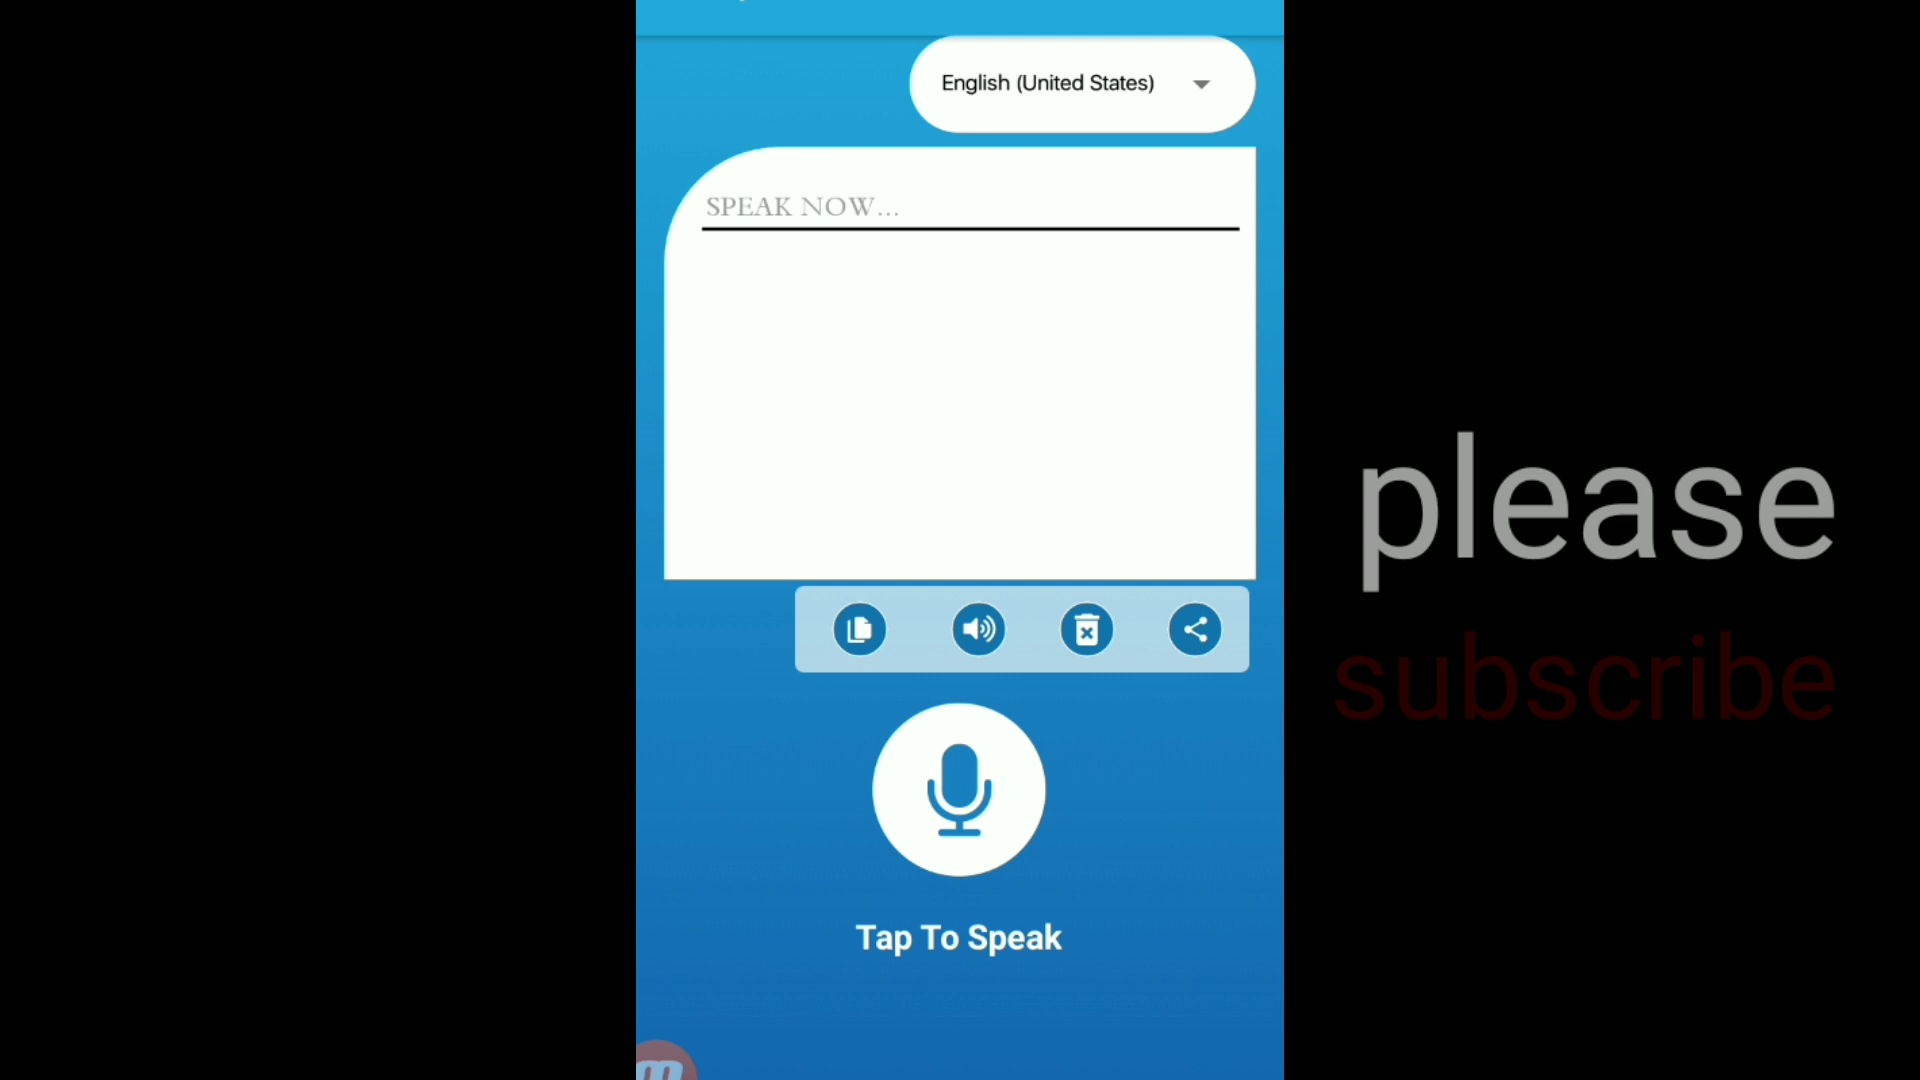 English (United States)
SPEAK NOW...
Tap To Speak
please
subscribe